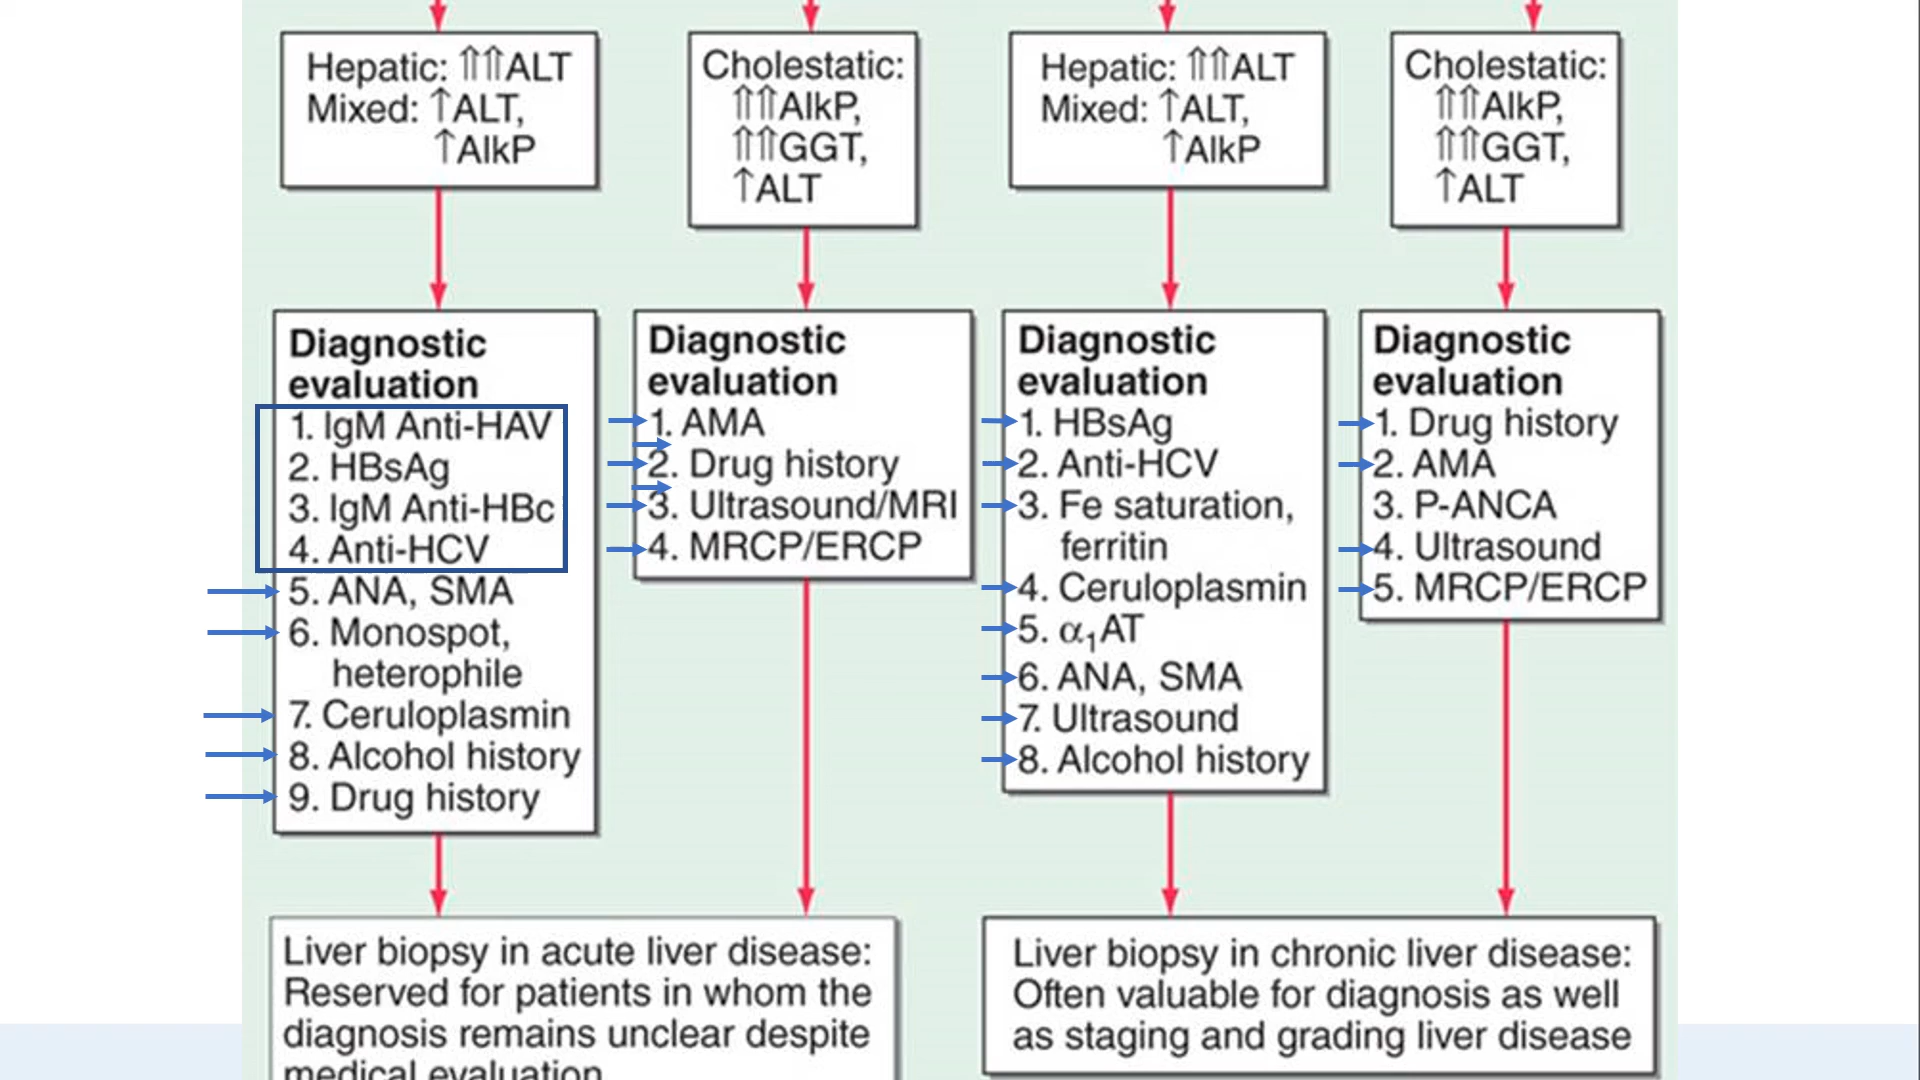 Hepatic: ⇑⇑ALT
Mixed: ↑ALT,
↑AlkP
Cholestatic:
⇑⇑AlkP,
⇑⇑GGT,
↑ALT
Hepatic: ⇑⇑ALT
Mixed: ↑ALT,
↑AlkP
Cholestatic:
⇑⇑AlkP,
⇑⇑GGT,
↑ALT
Diagnostic
evaluation
1. IgM Anti-HAV
2. HBsAg
3. IgM Anti-HBc
4. Anti-HCV
5. ANA, SMA
6. Monospot,
heterophile
7. Ceruloplasmin
8. Alcohol history
9. Drug history
Diagnostic
evaluation
1. AMA
2. Drug history
3. Ultrasound/MRI
4. MRCP/ERCP
Diagnostic
evaluation
1. HBsAg
2. Anti-HCV
3. Fe saturation,
ferritin
4. Ceruloplasmin
5. α₁AT
6. ANA, SMA
7. Ultrasound
8. Alcohol history
Diagnostic
evaluation
1. Drug history
2. AMA
3. P-ANCA
4. Ultrasound
5. MRCP/ERCP
Liver biopsy in acute liver disease:
Reserved for patients in whom the
diagnosis remains unclear despite
medical evaluation
Liver biopsy in chronic liver disease:
Often valuable for diagnosis as well
as staging and grading liver disease